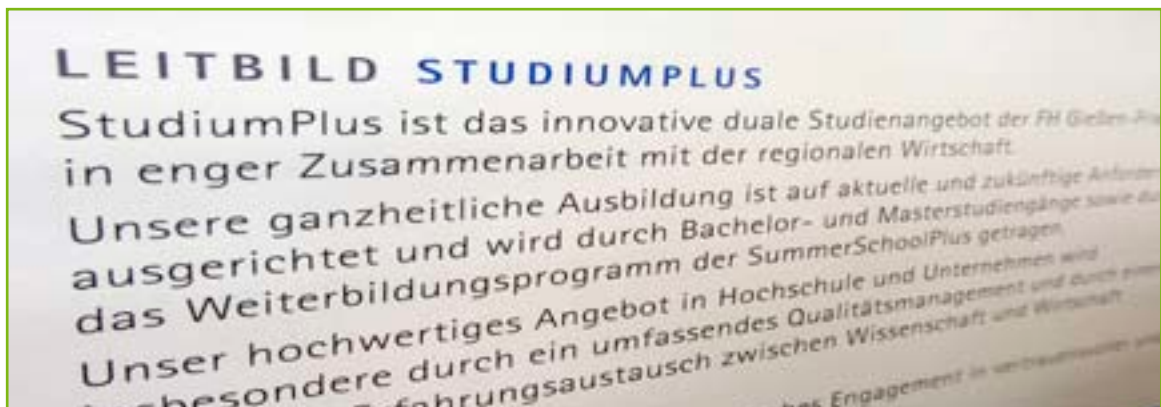 LEITBILD STUDIUMPLUS
StudiumPlus ist das innovative duale Studienangebot der FH Gießen-
in enger Zusammenarbeit mit der regionalen Wirtschaft.
Unsere ganzheitliche Ausbildung ist auf aktuelle und zukünftige
ausgerichtet und wird durch Bachelor- und Masterstudiengänge sowie
das Weiterbildungsprogramm der SummerSchoolPlus getragen.
Unser hochwertiges Angebot in Hochschule und Unternehmen wird
durch ein umfassendes Qualitätsmanagement und durch einen
zwischen Wissenschaft und Wirtschaft
Engagement in